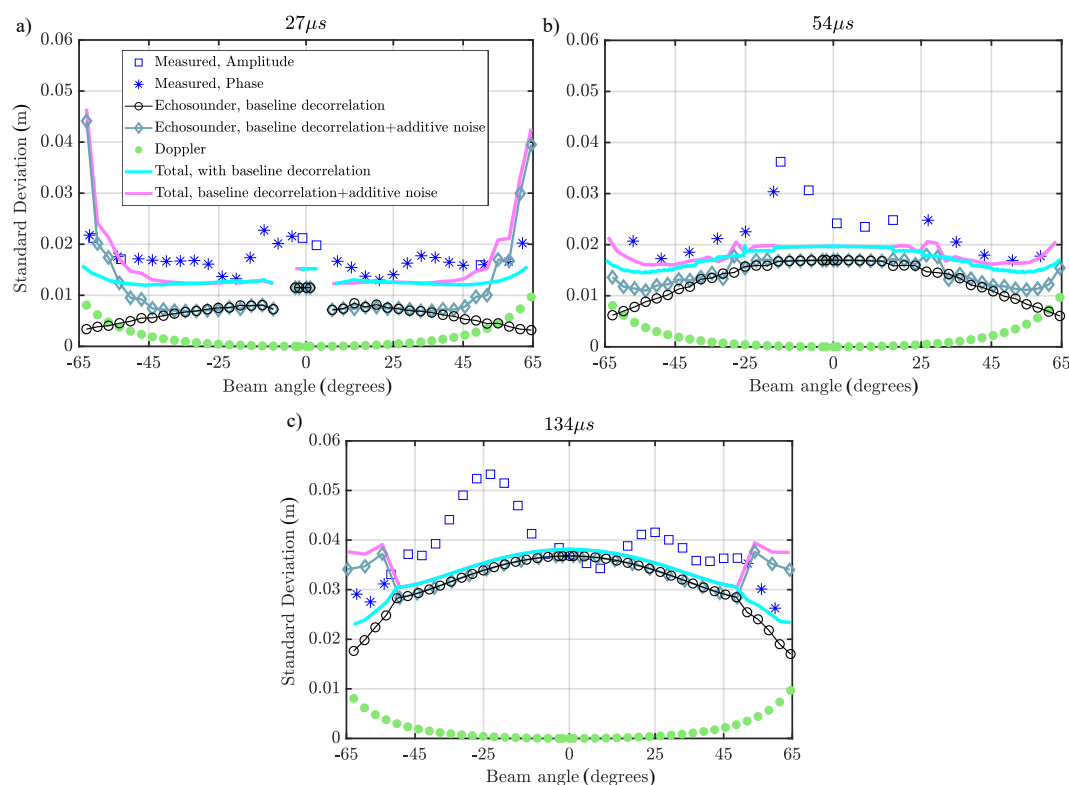 a)
27μs
0.06
0.05
0.04
0.03
0.02
0.01
0
Standard Deviation (m)
Measured, Amplitude
Measured, Phase
Echosounder, baseline decorrelation
Echosounder, baseline decorrelation+additive noise
Doppler
Total, with baseline decorrelation
Total, baseline decorrelation+additive noise
-65 -45 -25 0 25 45 65
Beam angle (degrees)
b)
54μs
0.06
0.05
0.04
0.03
0.02
0.01
0
Standard Deviation (m)
-65 -45 -25 0 25 45 65
Beam angle (degrees)
c)
134μs
0.06
0.05
0.04
0.03
0.02
0.01
0
Standard Deviation (m)
-65 -45 -25 0 25 45 65
Beam angle (degrees)